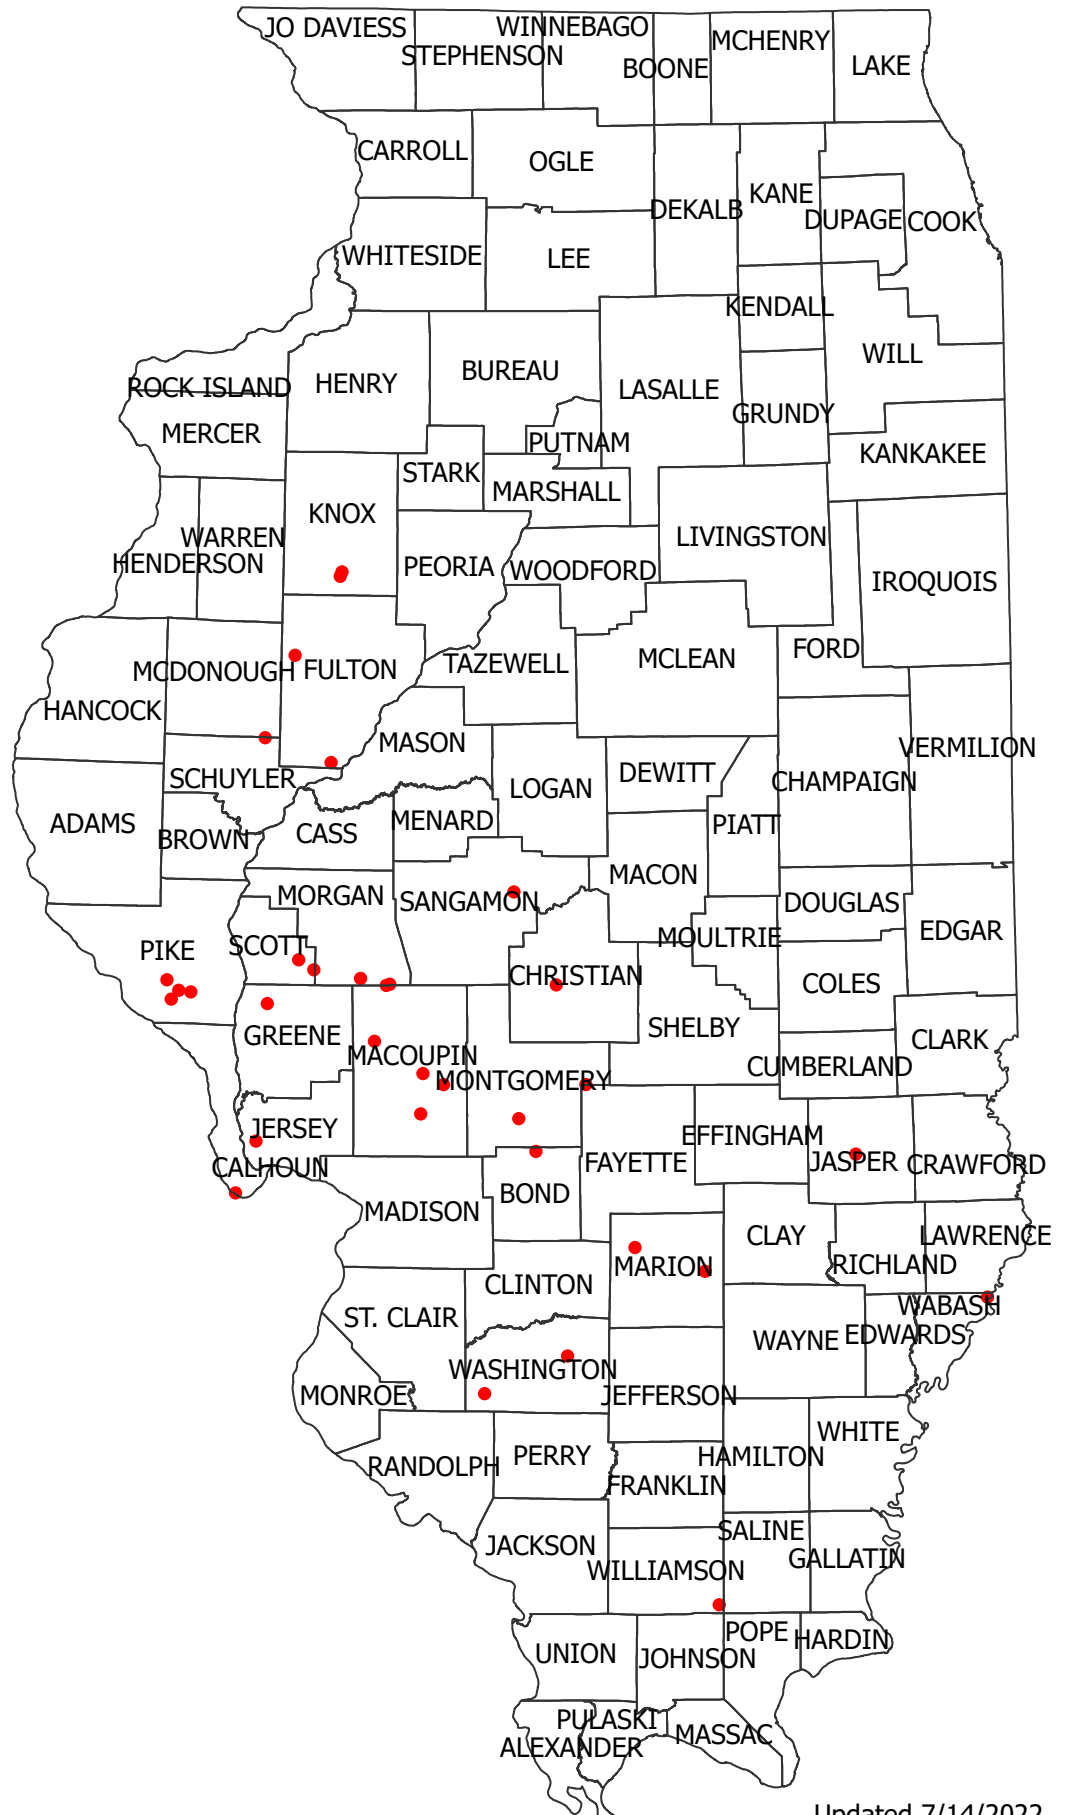 JO DAVIESS
STEPHENSON
WINNEBAGO
BOONE
MCHENRY
LAKE
CARROLL
OGLE
DEKALB
KANE
DUPAGE
COOK
WHITESIDE
LEE
KENDALL
WILL
ROCK ISLAND
HENRY
BUREAU
LASALLE
GRUNDY
MERCER
PUTNAM
KANKAKEE
STARK
MARSHALL
KNOX
WARREN
HENDERSON
PEORIA
WOODFORD
LIVINGSTON
IROQUOIS
MCDONOUGH
FULTON
TAZEWELL
MCLEAN
FORD
HANCOCK
MASON
SCHUYLER
LOGAN
DEWITT
CHAMPAIGN
VERMILION
ADAMS
BROWN
CASS
MENARD
PIATT
MORGAN
SANGAMON
MACON
DOUGLAS
EDGAR
PIKE
SCOTT
CHRISTIAN
MOULTRIE
COLES
GREENE
MACOUPIN
MONTGOMERY
SHELBY
CUMBERLAND
CLARK
JERSEY
CALHOUN
FAYETTE
EFFINGHAM
JASPER
CRAWFORD
MADISON
BOND
CLAY
RICHLAND
LAWRENCE
MARION
CLINTON
ST. CLAIR
WAYNE
EDWARDS
WABASH
WASHINGTON
MONROE
JEFFERSON
RANDOLPH
PERRY
FRANKLIN
HAMILTON
WHITE
JACKSON
WILLIAMSON
SALINE
GALLATIN
UNION
JOHNSON
POPE
HARDIN
PULASKI
ALEXANDER
MASSAC
Updated 7/14/2022